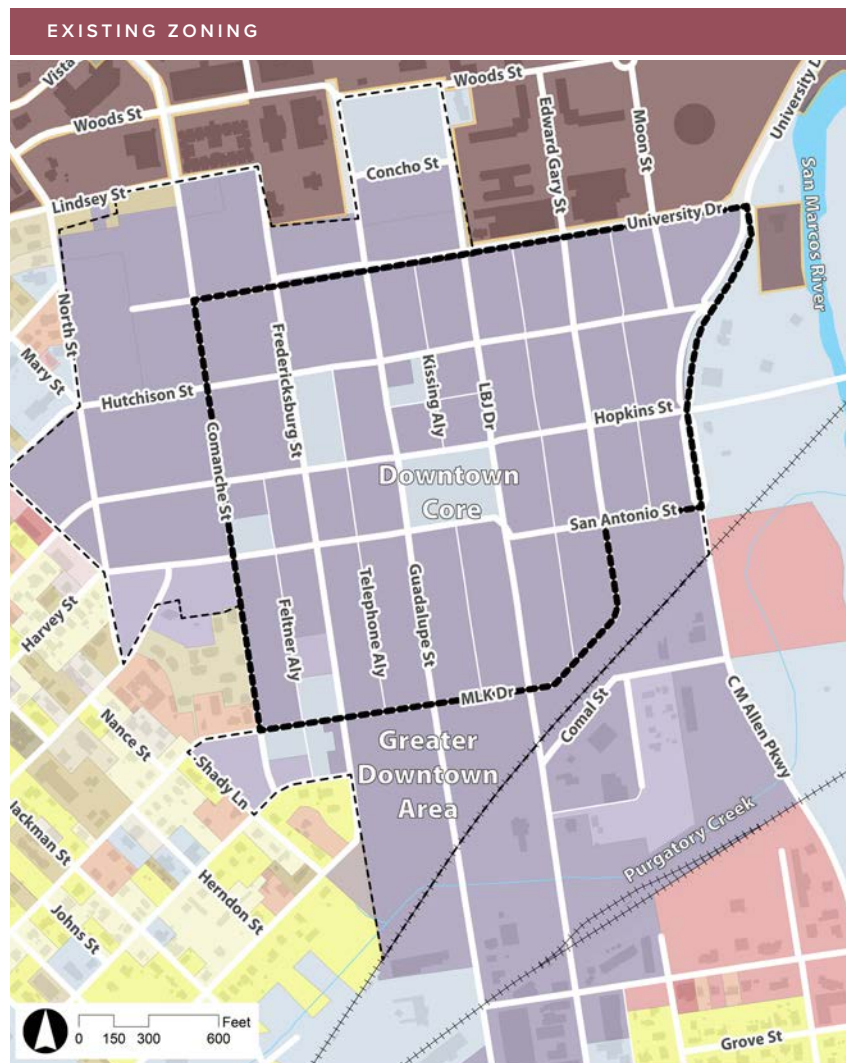 EXISTING ZONING
Vista
Woods St
Woods St
University Dr
Edward Gary St
Moon St
San Marcos River
Concho St
Lindsey St
University Dr
North St
Mary St
Fredericksburg St
Kissing Aly
LBJ Dr
Hutchison St
Hopkins St
Comanche St
Downtown
Core
San Antonio St
Harvey St
Feltner Aly
Telephone Aly
Guadalupe St
MLK Dr
Comal St
C M Allen Pkwy
Nance St
Shady Ln
Greater
Downtown
Area
Purgatory Creek
Jackman St
Herndon St
Johns St
0 150 300 600 Feet
Grove St